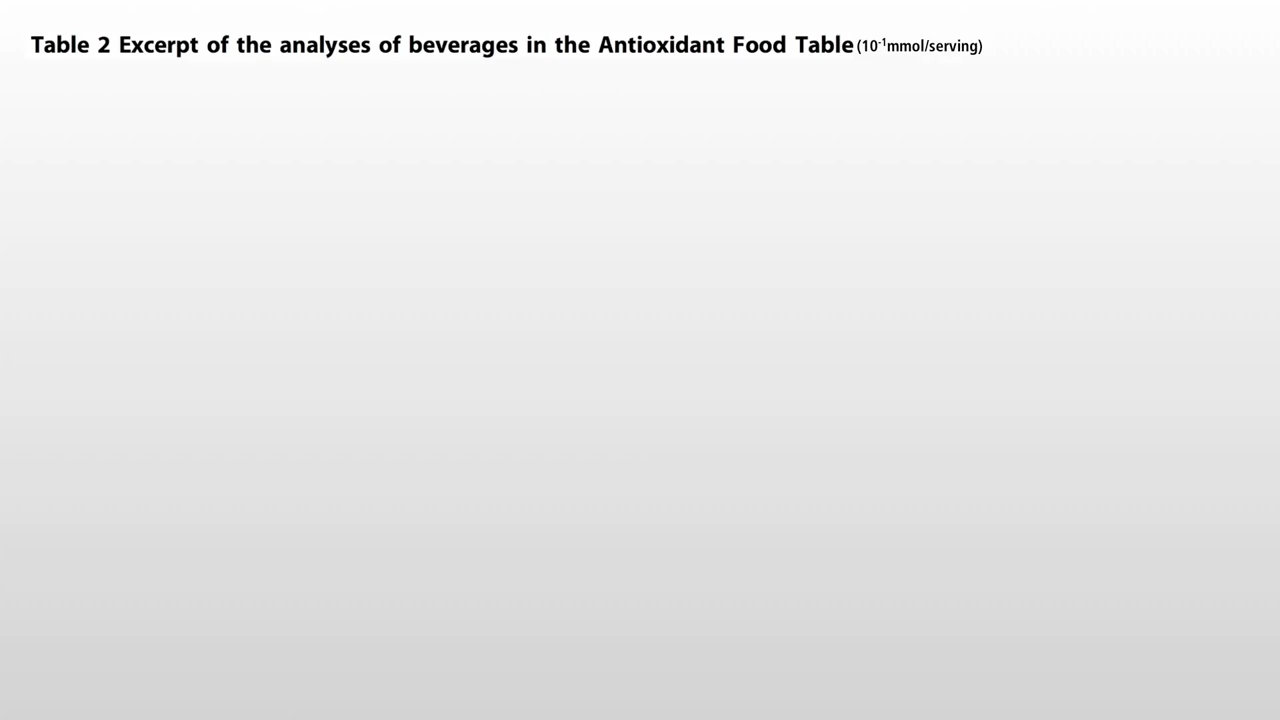 Table 2 Excerpt of the analyses of beverages in the Antioxidant Food Table (10⁻¹mmol/serving)